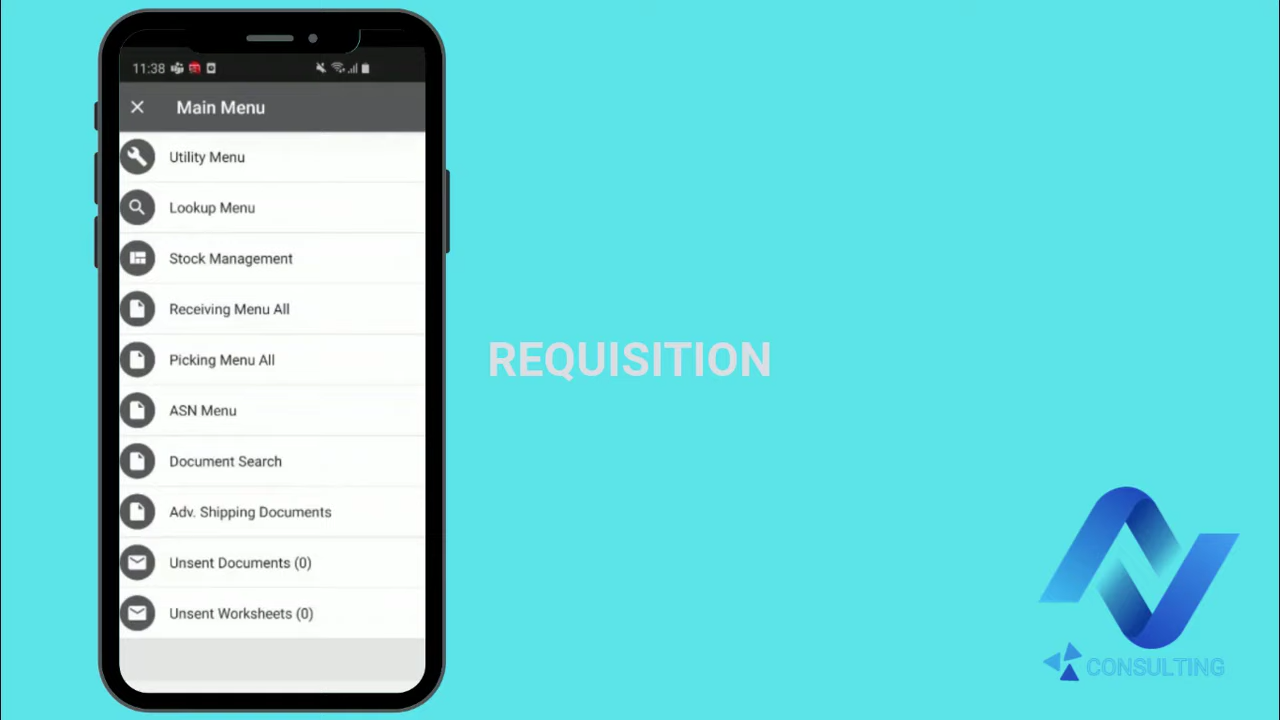 11:38
Main Menu
Utility Menu
Lookup Menu
Stock Management
Receiving Menu All
Picking Menu All
ASN Menu
Document Search
Adv. Shipping Documents
Unsent Documents (0)
Unsent Worksheets (0)
REQUISITION
CONSULTING